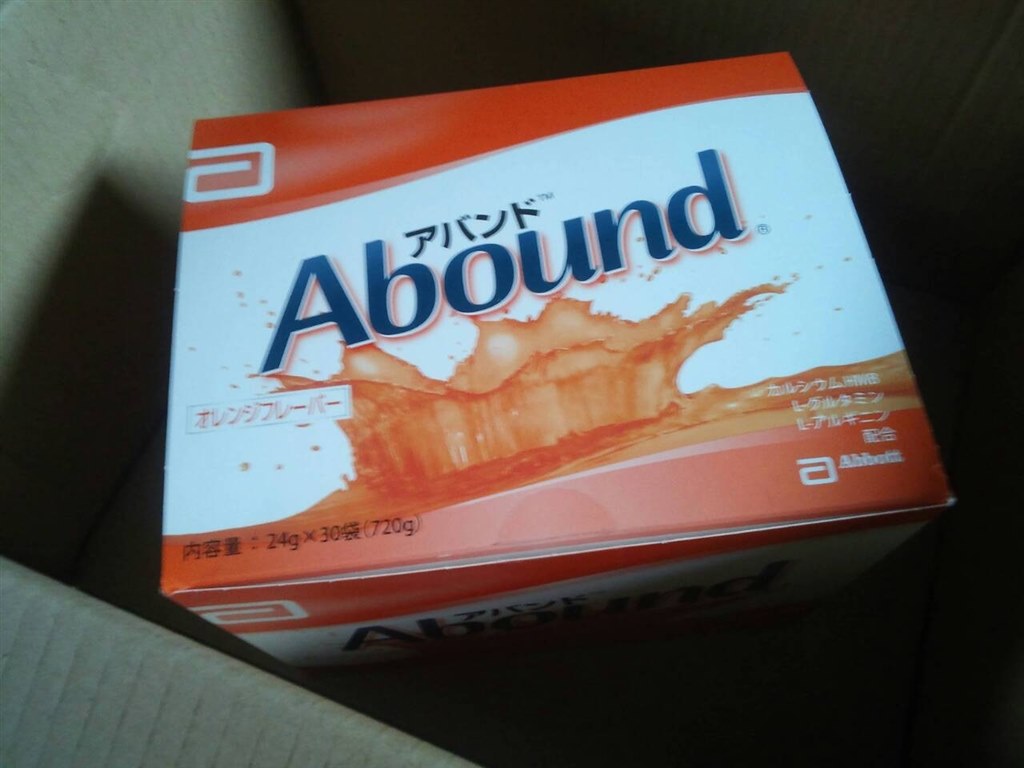 アバンド™
Abound®
オレンジフレーバー
カルシウムHMB
L-グルタミン
L-アルギニン
配合
Abbott
内容量：24g×30袋(720g)
アバンド
Abound